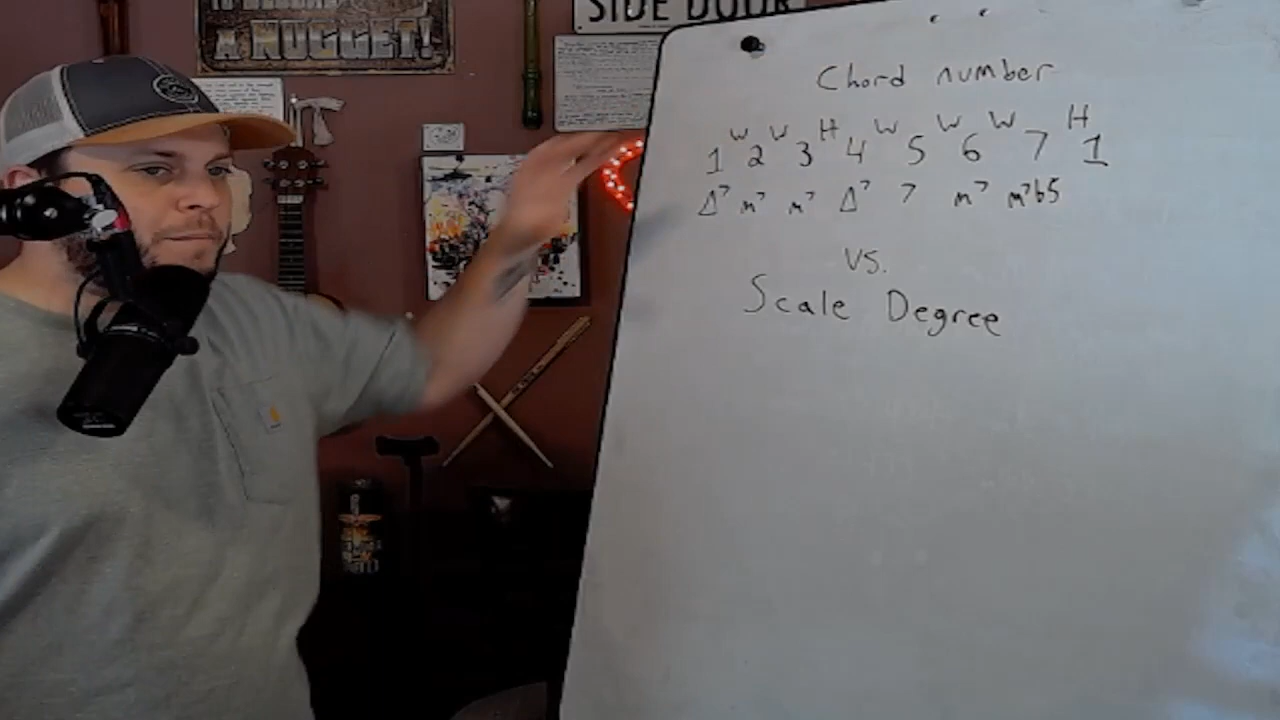 A NUGGET!
SIDE DOOR
Chord number
W W H W W W H
1 2 3 4 5 6 7 1
Δ7 m7 m7 Δ7 7 m7 m7b5
vs.
Scale Degree